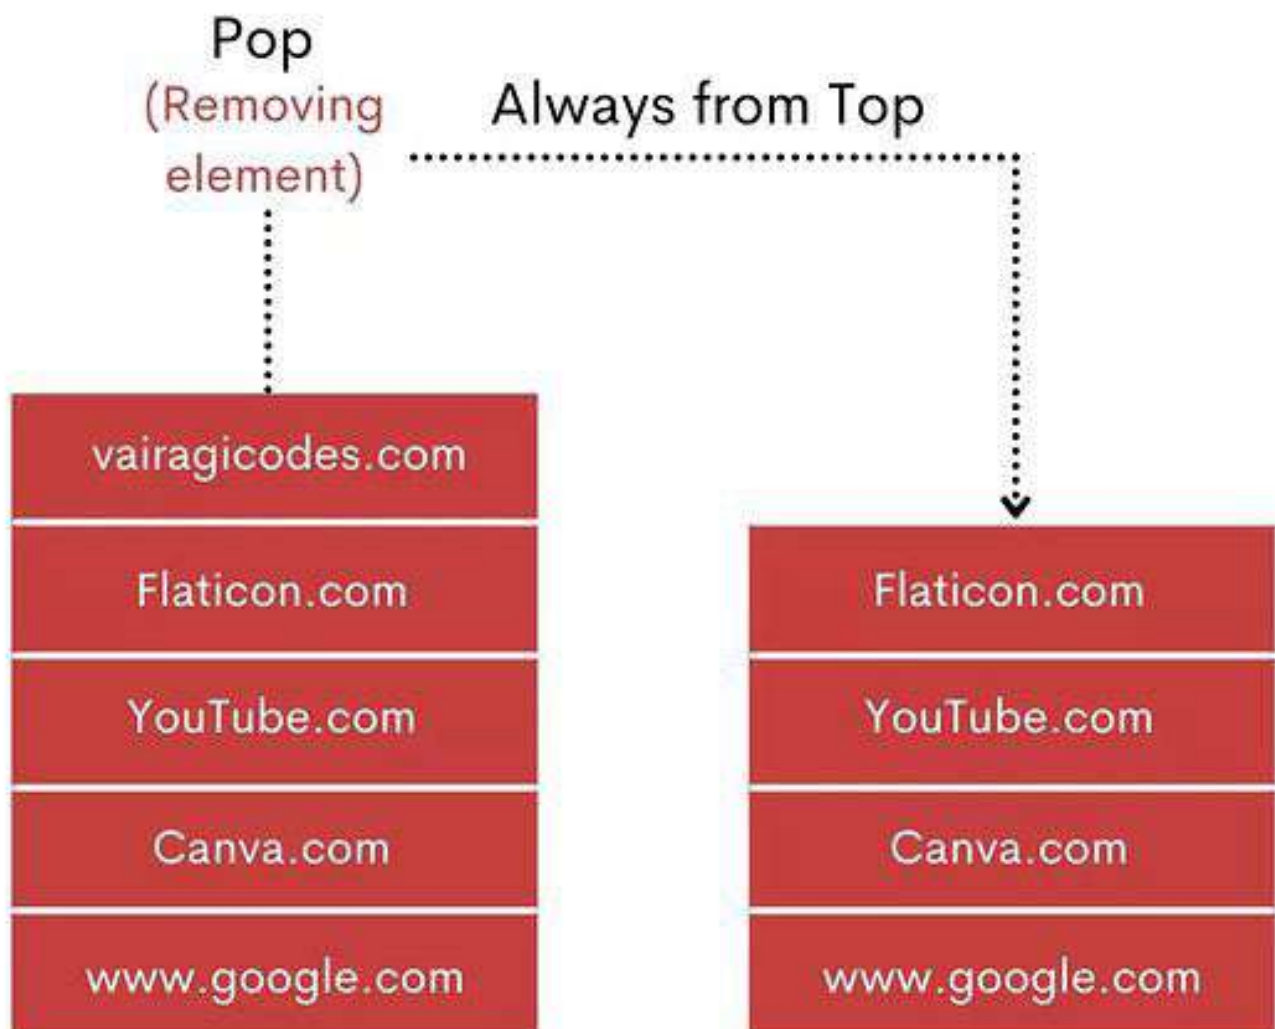 Pop
(Removing
element)
Always from Top
vairagicodes.com
Flaticon.com
YouTube.com
Canva.com
www.google.com
Flaticon.com
YouTube.com
Canva.com
www.google.com